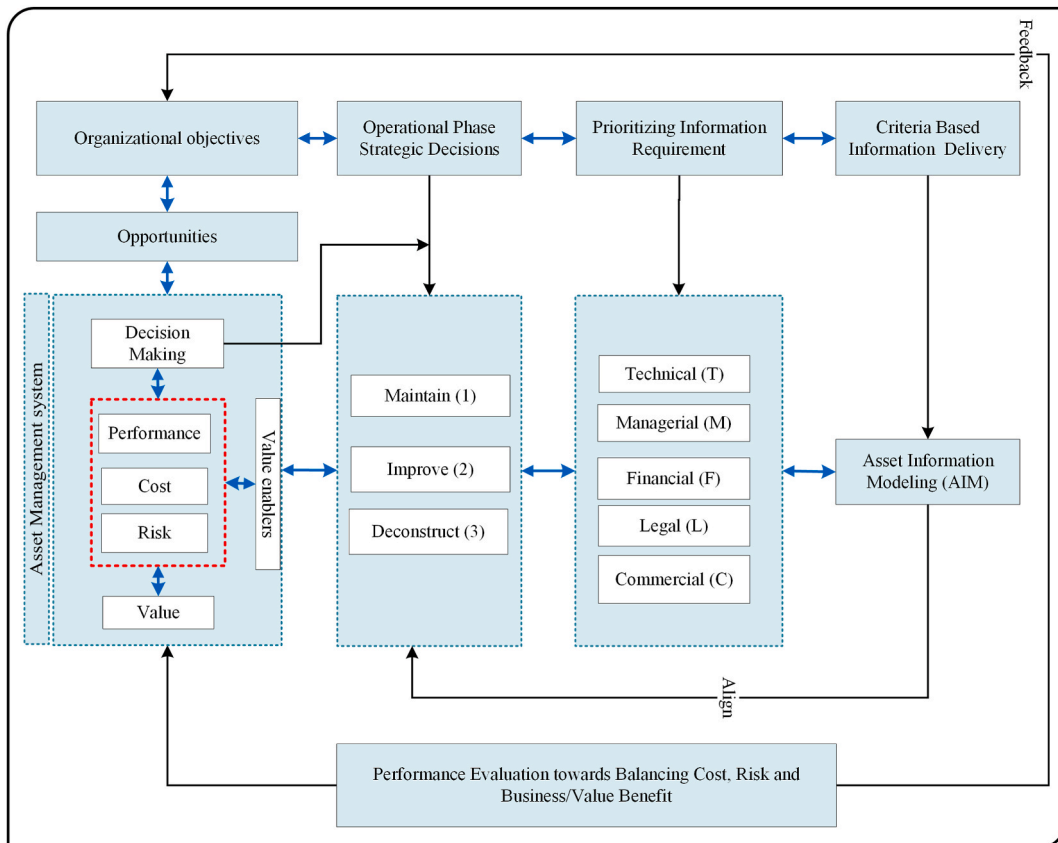 Feedback
Organizational objectives
Operational Phase
Strategic Decisions
Prioritizing Information
Requirement
Criteria Based
Information Delivery
Opportunities
Asset Management system
Decision
Making
Performance
Cost
Risk
Value
Value enablers
Maintain (1)
Improve (2)
Deconstruct (3)
Technical (T)
Managerial (M)
Financial (F)
Legal (L)
Commercial (C)
Asset Information
Modeling (AIM)
Align
Performance Evaluation towards Balancing Cost, Risk and
Business/Value Benefit